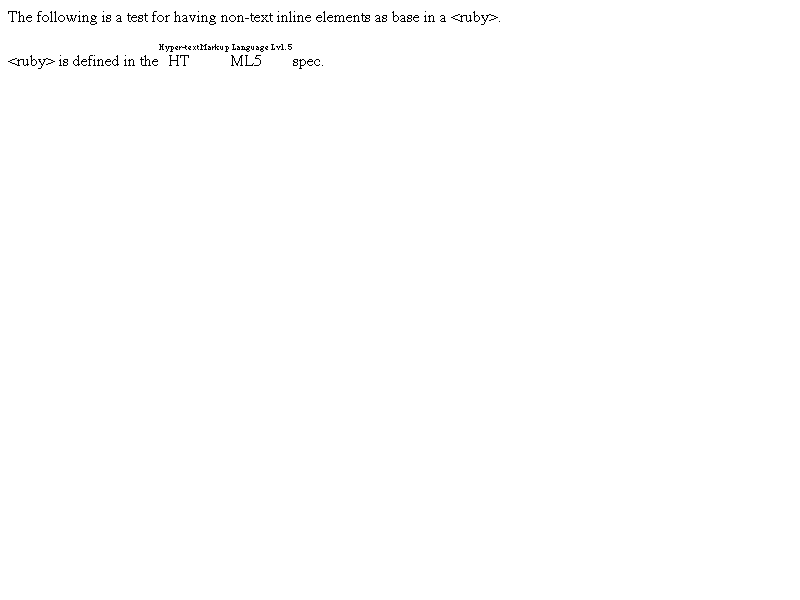 The following is a test for having non-text inline elements as base in a <ruby>.
Hyper-textMarkup Language Lvl.5
<ruby> is defined in the HT ML5 spec.